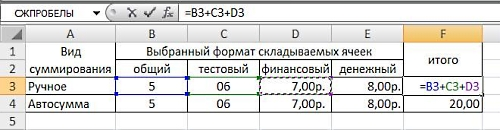 СЖПРОБЕЛЫ fx =B3+C3+D3
A B C D E F
1 Вид Выбранный формат складываемых ячеек итого
2 суммирования общий тестовый финансовый денежный
3 Ручное 5 06 7,00р. 8,00р. =B3+C3+D3
4 Автосумма 5 06 7,00р. 8,00р. 20,00
5